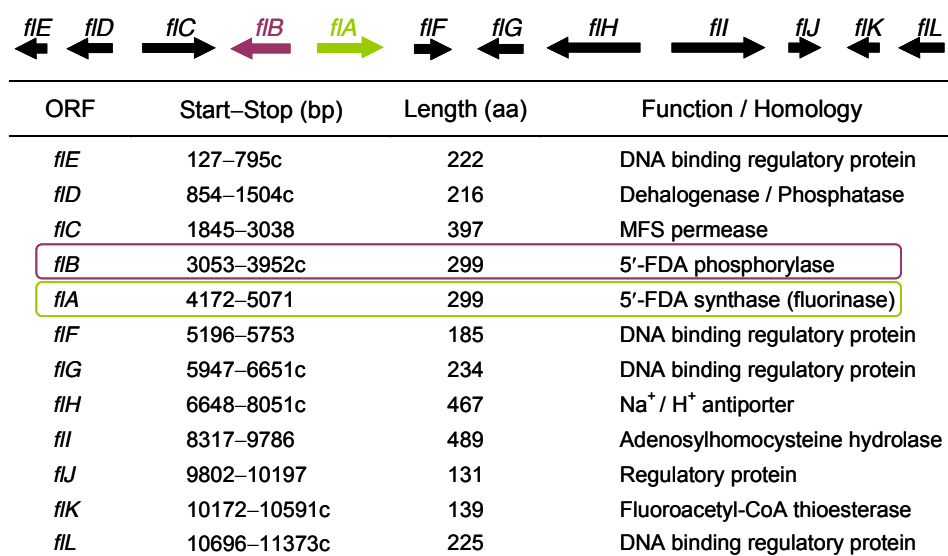 flE flD flC flB flA flF flG flH flI flJ flK flL
ORF Start–Stop (bp) Length (aa) Function / Homology
flE 127–795c 222 DNA binding regulatory protein
flD 854–1504c 216 Dehalogenase / Phosphatase
flC 1845–3038 397 MFS permease
flB 3053–3952c 299 5′-FDA phosphorylase
flA 4172–5071 299 5′-FDA synthase (fluorinase)
flF 5196–5753 185 DNA binding regulatory protein
flG 5947–6651c 234 DNA binding regulatory protein
flH 6648–8051c 467 Na⁺ / H⁺ antiporter
flI 8317–9786 489 Adenosylhomocysteine hydrolase
flJ 9802–10197 131 Regulatory protein
flK 10172–10591c 139 Fluoroacetyl-CoA thioesterase
flL 10696–11373c 225 DNA binding regulatory protein